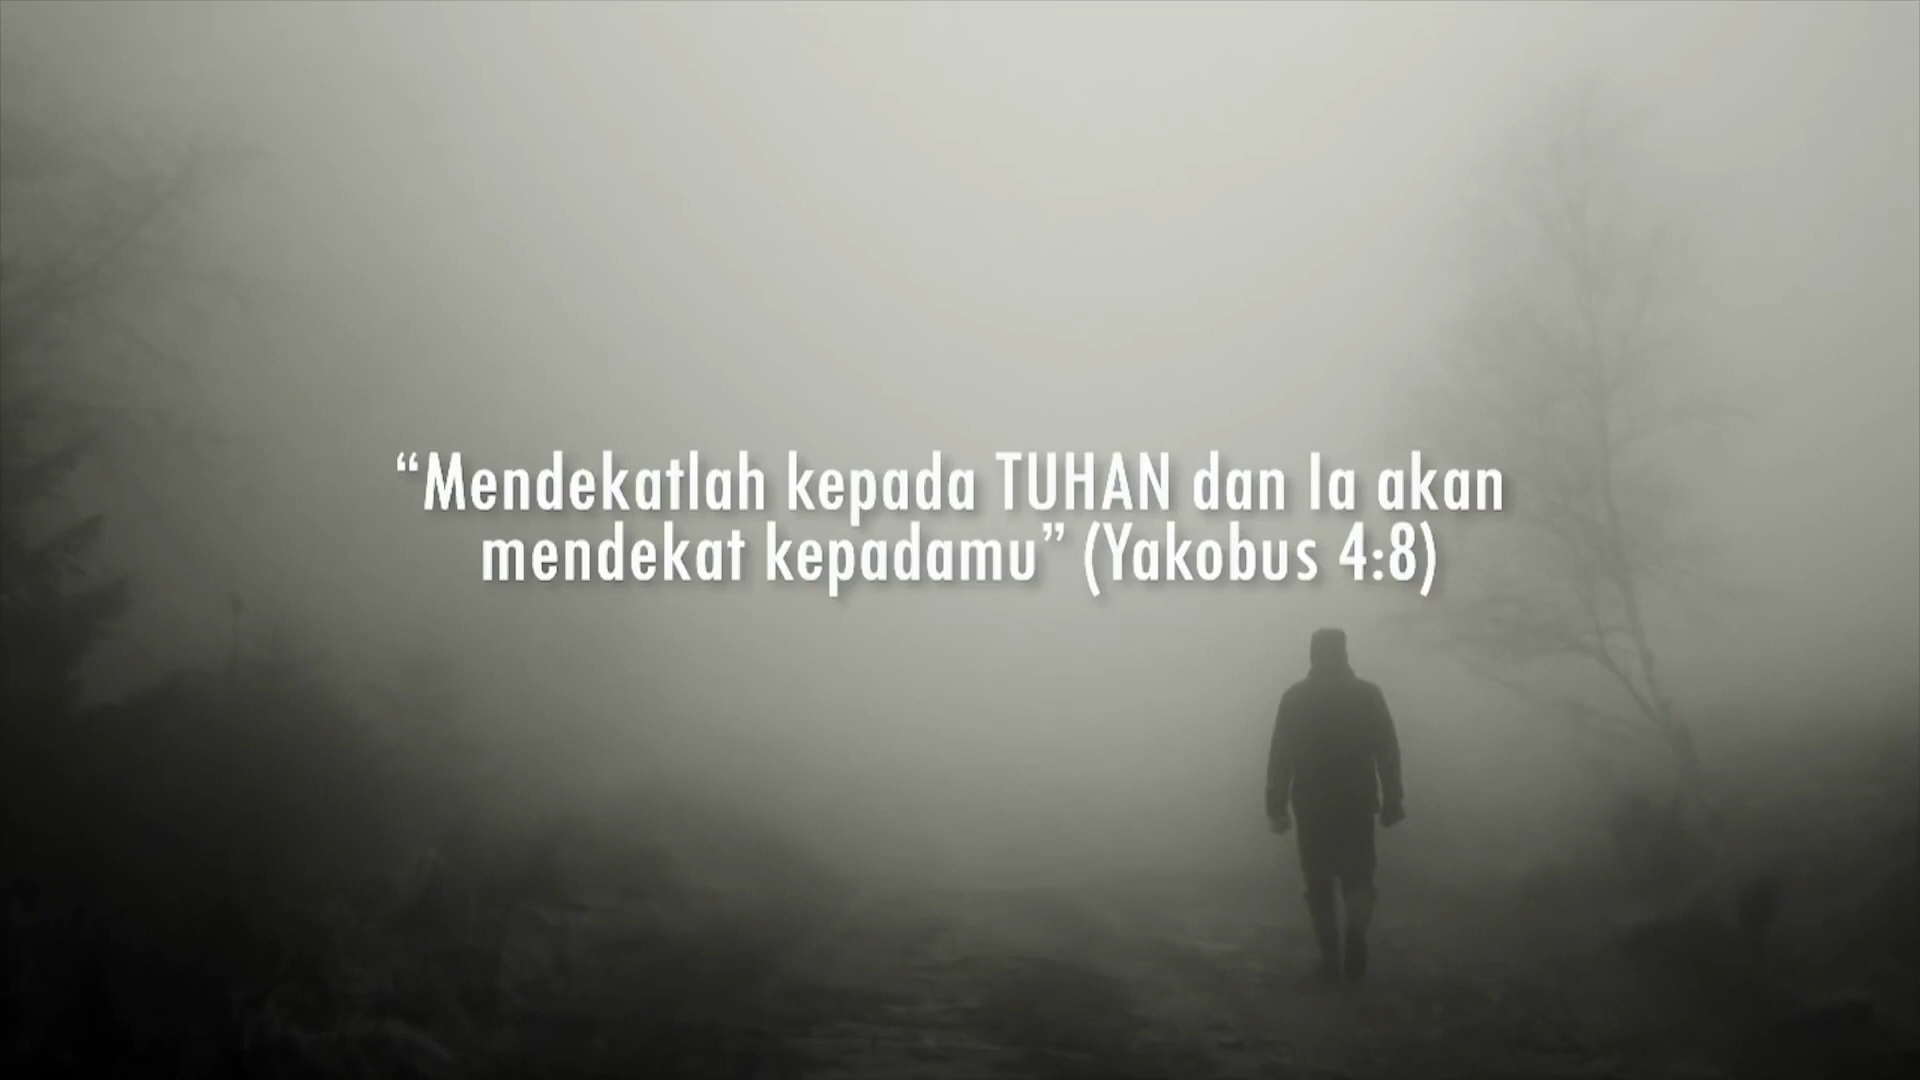 “Mendekatlah kepada TUHAN dan Ia akan
mendekat kepadamu” (Yakobus 4:8)